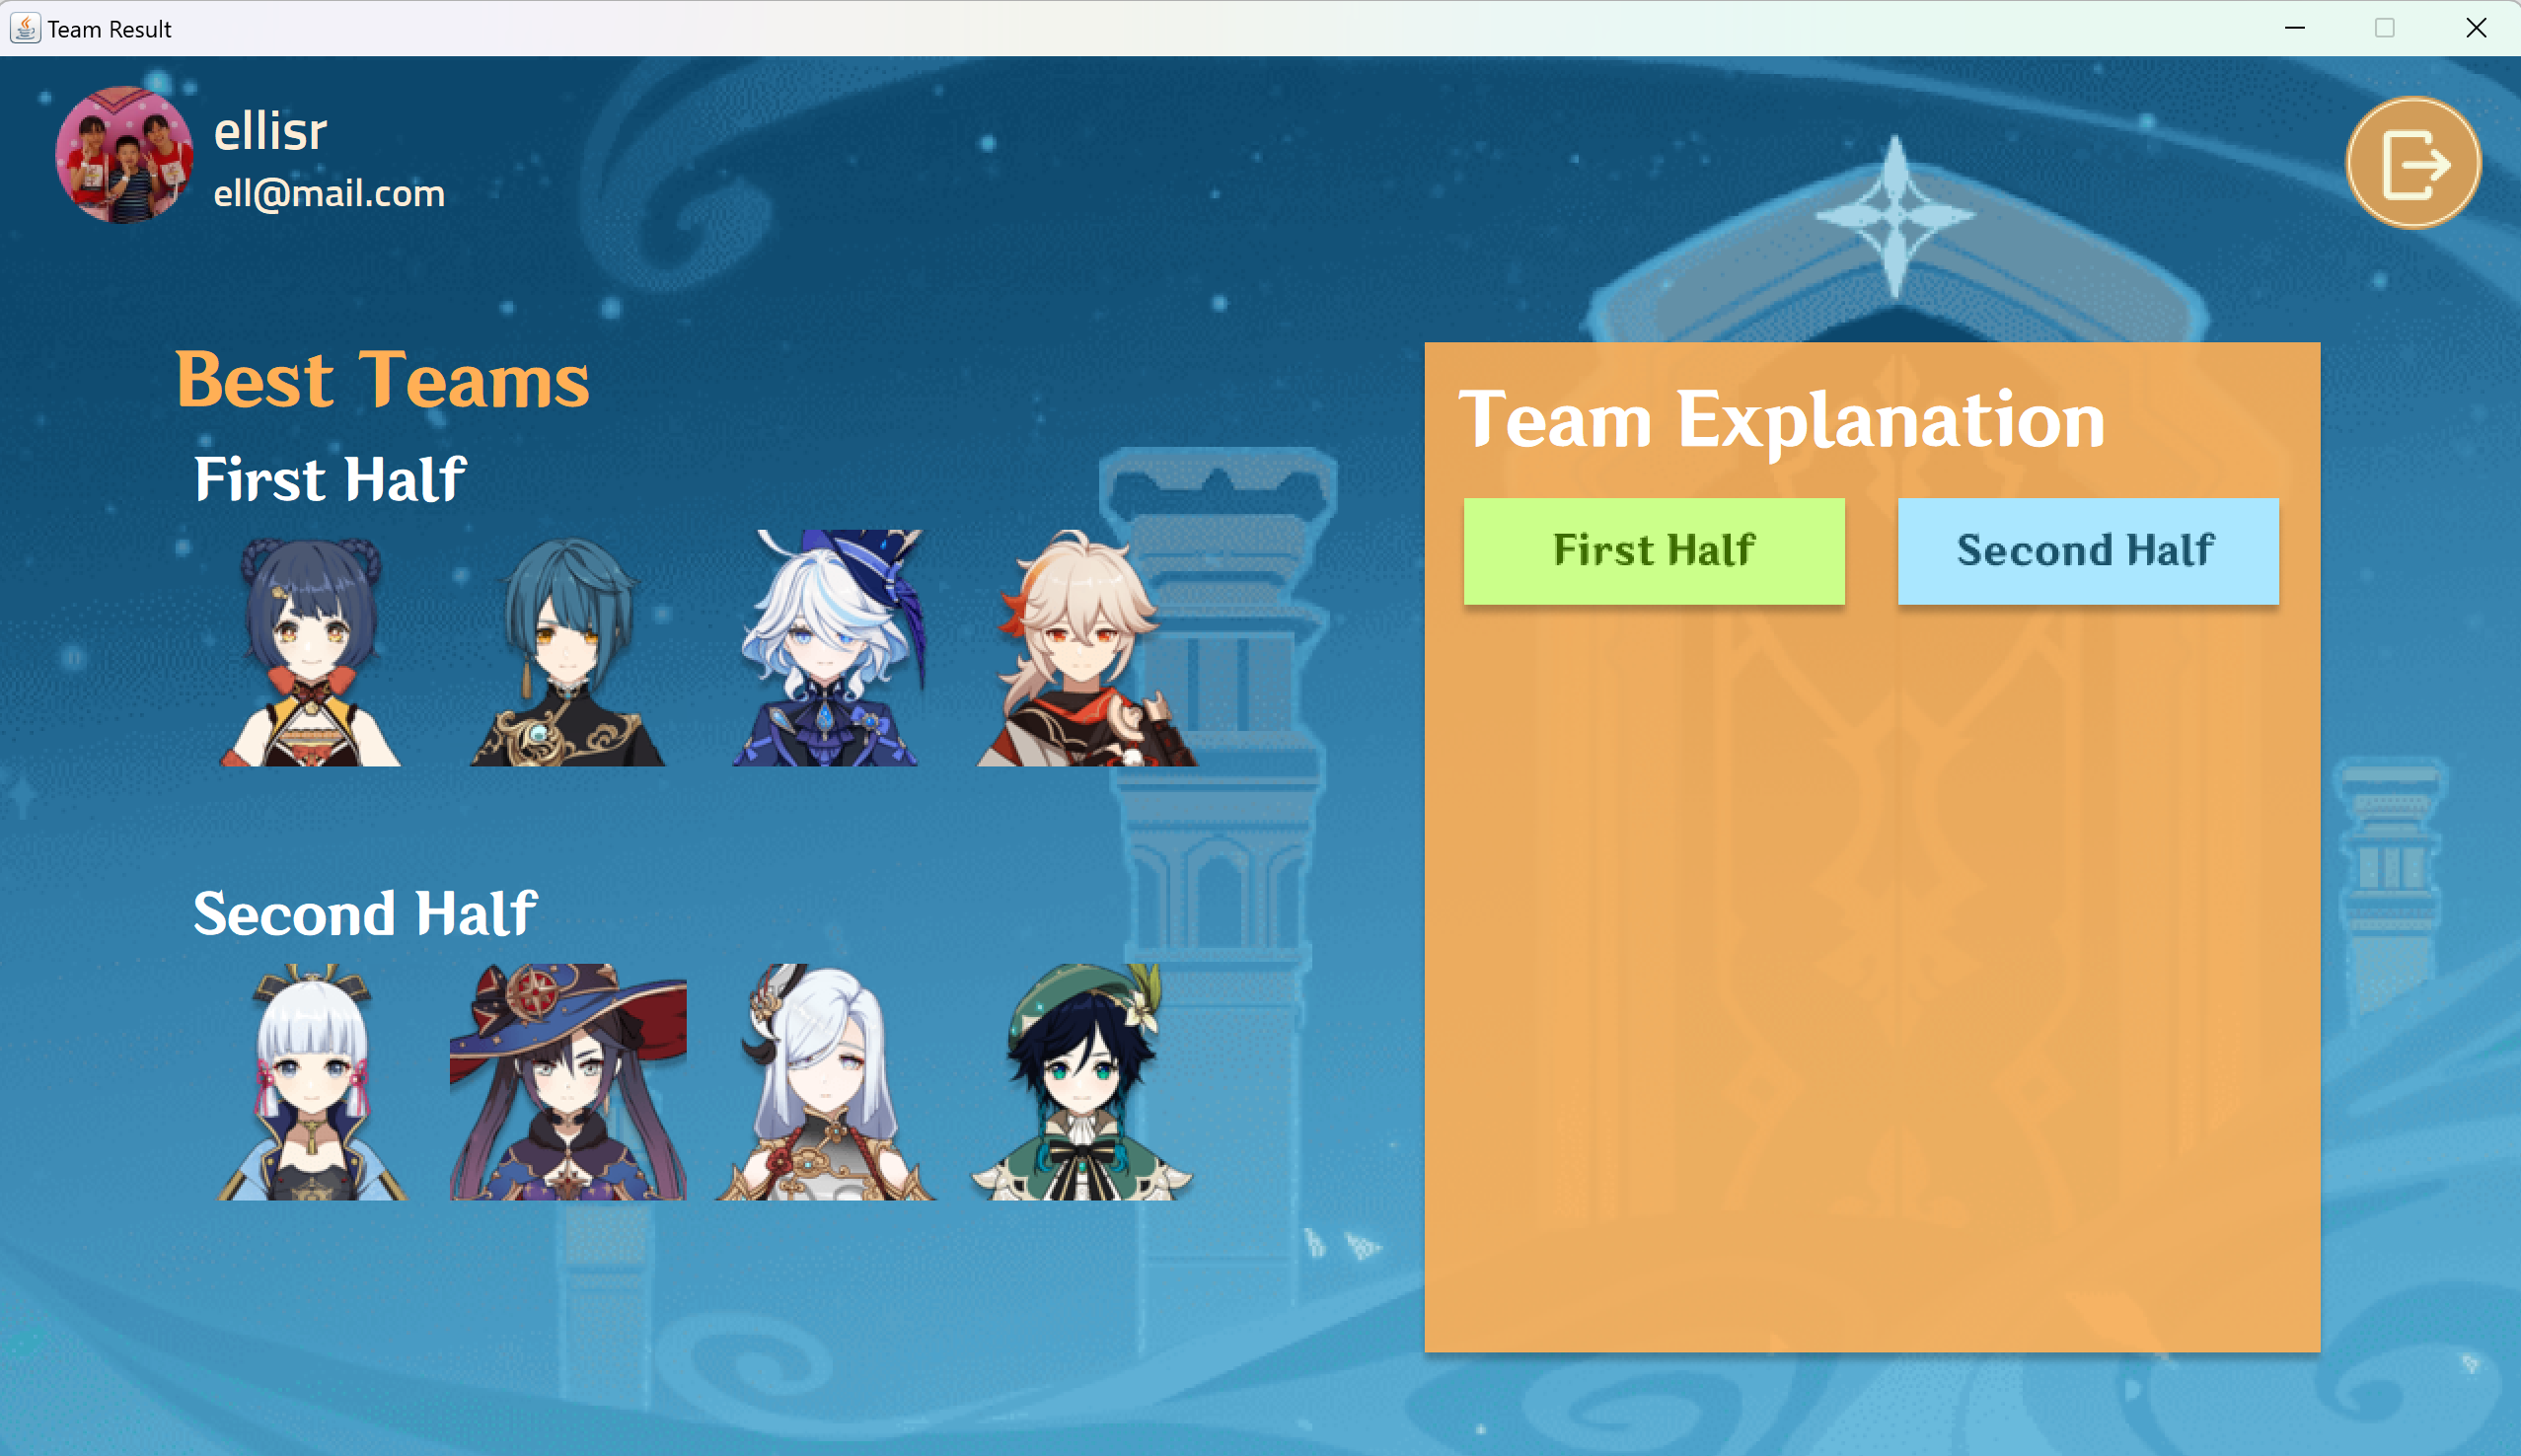 Team Result
ellisr
ell@mail.com
Best Teams
First Half
Second Half
Team Explanation
First Half
Second Half